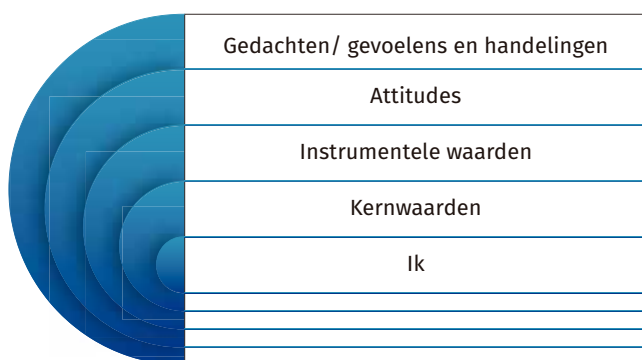 Gedachten/ gevoelens en handelingen
Attitudes
Instrumentele waarden
Kernwaarden
Ik